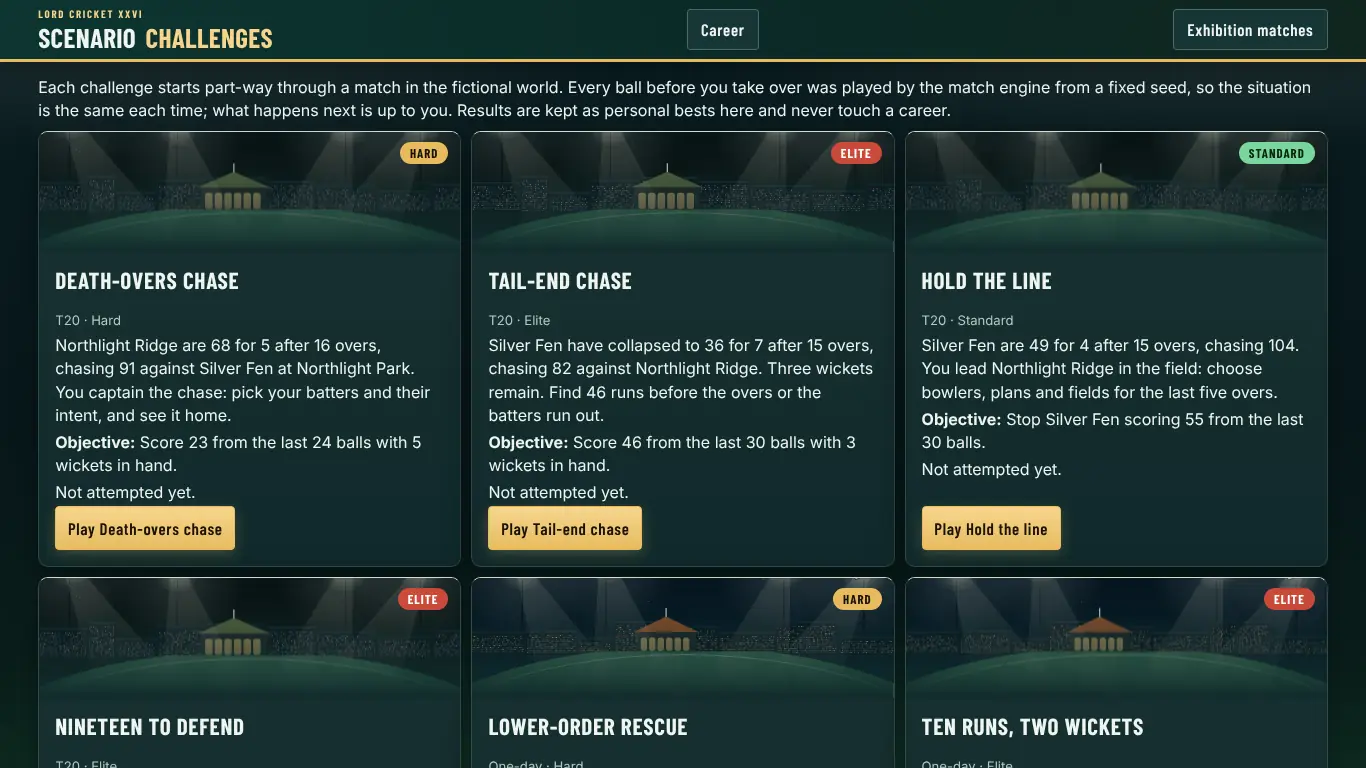 LORD CRICKET XXVI
SCENARIO CHALLENGES
Career
Exhibition matches
Each challenge starts part-way through a match in the fictional world. Every ball before you take over was played by the match engine from a fixed seed, so the situation
is the same each time; what happens next is up to you. Results are kept as personal bests here and never touch a career.
HARD
DEATH-OVERS CHASE
T20 · Hard
Northlight Ridge are 68 for 5 after 16 overs,
chasing 91 against Silver Fen at Northlight Park.
You captain the chase: pick your batters and their
intent, and see it home.
Objective: Score 23 from the last 24 balls with 5
wickets in hand.
Not attempted yet.
Play Death-overs chase
ELITE
TAIL-END CHASE
T20 · Elite
Silver Fen have collapsed to 36 for 7 after 15 overs,
chasing 82 against Northlight Ridge. Three wickets
remain. Find 46 runs before the overs or the
batters run out.
Objective: Score 46 from the last 30 balls with 3
wickets in hand.
Not attempted yet.
Play Tail-end chase
STANDARD
HOLD THE LINE
T20 · Standard
Silver Fen are 49 for 4 after 15 overs, chasing 104.
You lead Northlight Ridge in the field: choose
bowlers, plans and fields for the last five overs.
Objective: Stop Silver Fen scoring 55 from the last
30 balls.
Not attempted yet.
Play Hold the line
ELITE
NINETEEN TO DEFEND
T20 · Elite
HARD
LOWER-ORDER RESCUE
One-day · Hard
ELITE
TEN RUNS, TWO WICKETS
One-day · Elite